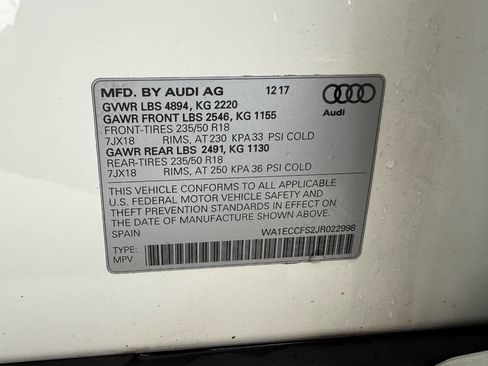 MFD. BY AUDI AG 12 17
GVWR LBS 4894, KG 2220
GAWR FRONT LBS 2546, KG 1155
FRONT-TIRES 235/50 R18
7JX18 RIMS, AT 230 KPA 33 PSI COLD
GAWR REAR LBS 2491, KG 1130
REAR-TIRES 235/50 R18
7JX18 RIMS, AT 250 KPA 36 PSI COLD
Audi
THIS VEHICLE CONFORMS TO ALL APPLICABLE
U.S. FEDERAL MOTOR VEHICLE SAFETY AND
THEFT PREVENTION STANDARDS IN EFFECT ON
THE DATE OF MANUFACTURE SHOWN ABOVE.
SPAIN WA1ECCFS2JR022998
TYPE:
MPV